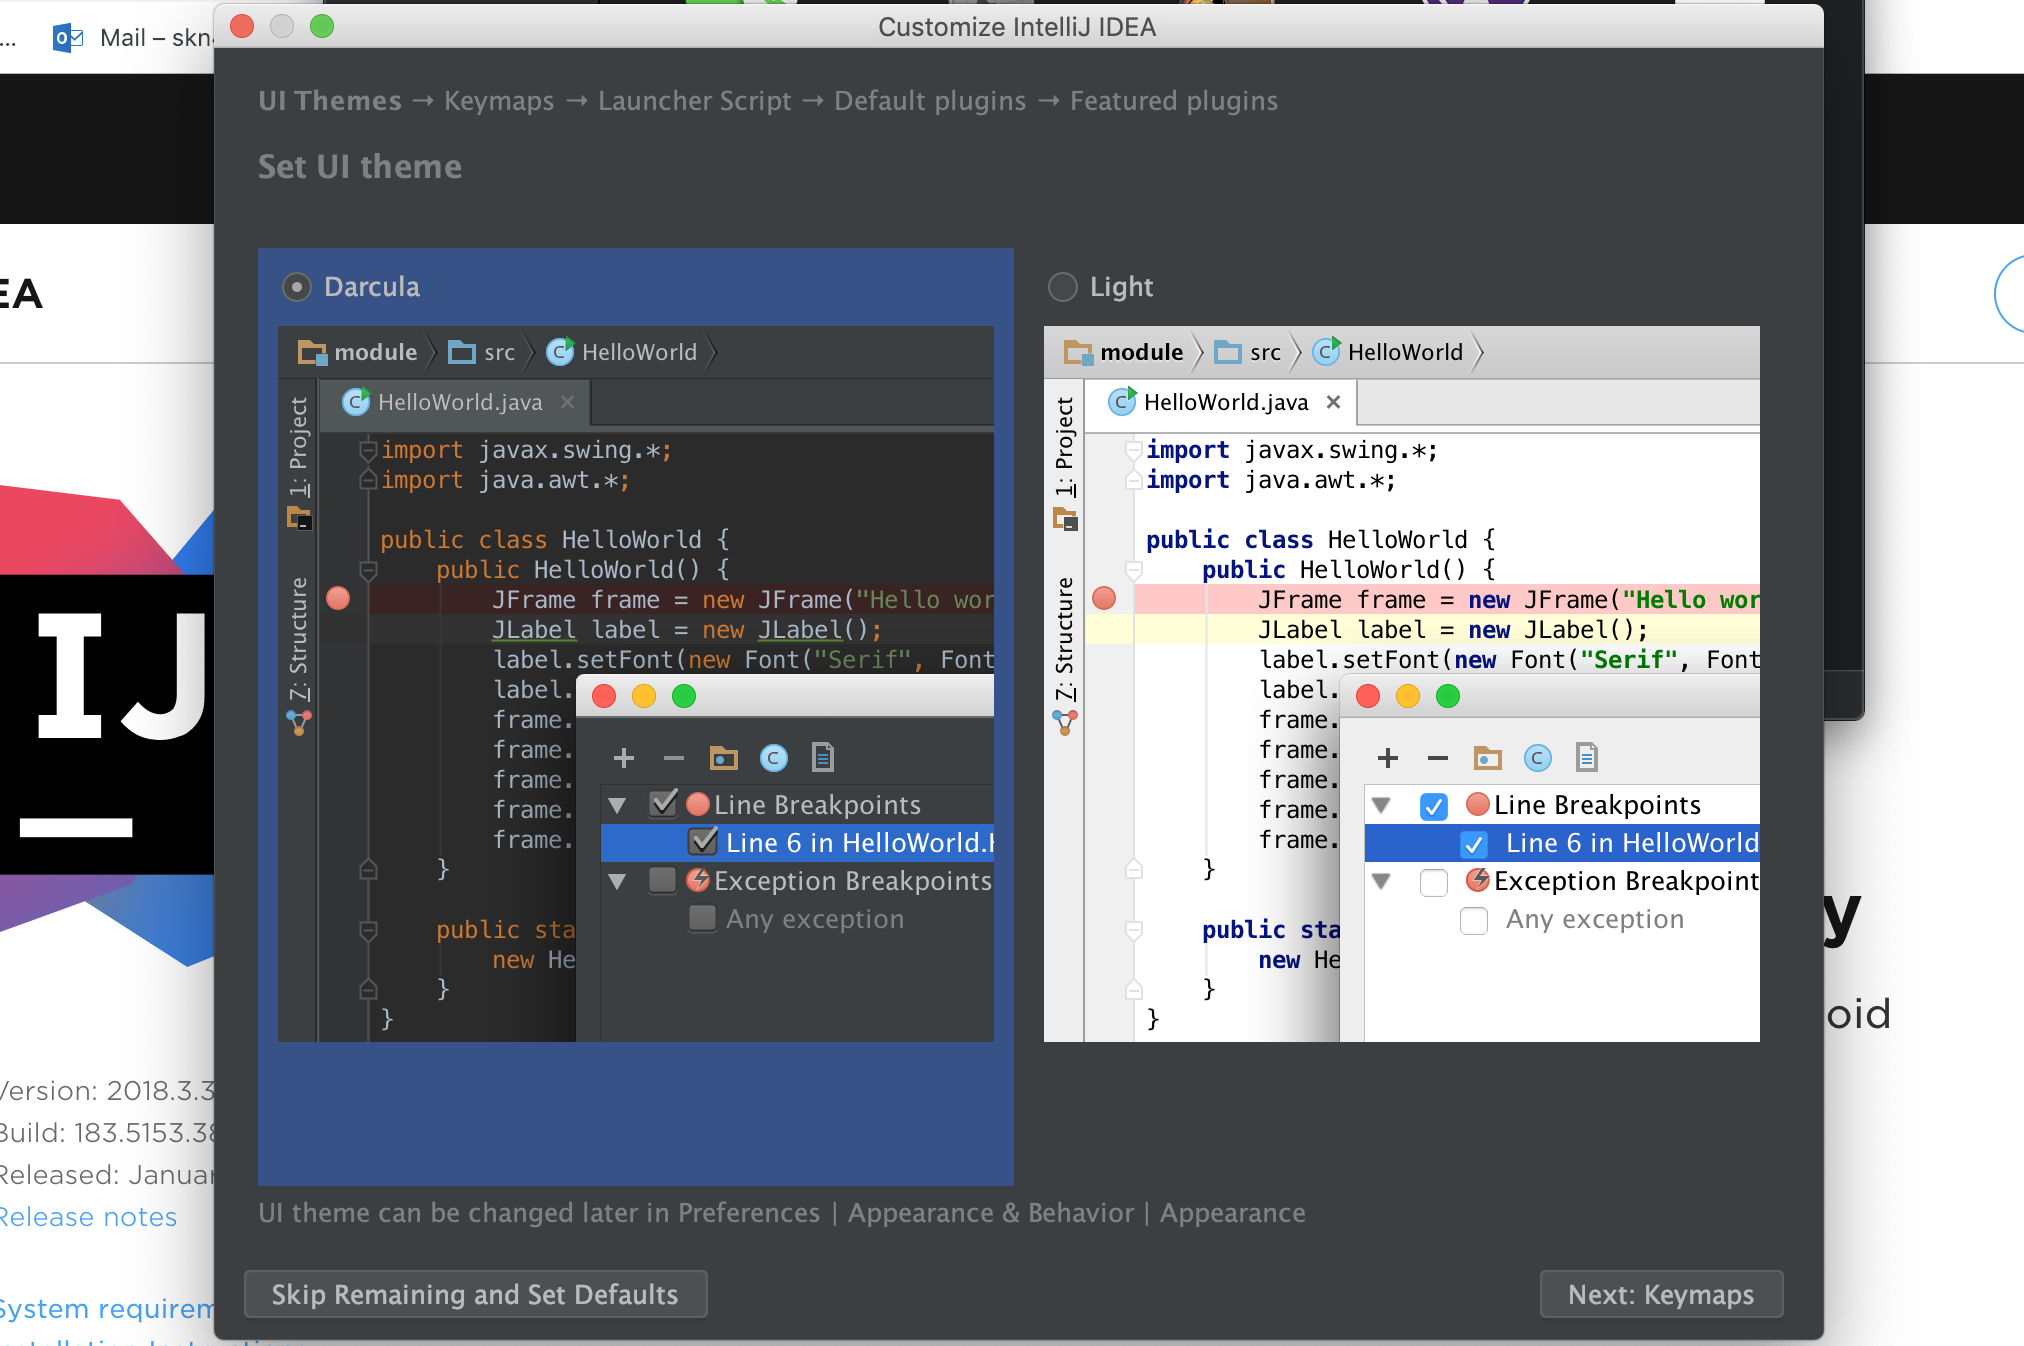 Mail –
Customize IntelliJ IDEA
UI Themes → Keymaps → Launcher Script → Default plugins → Featured plugins
Set UI theme
EA
Darcula
module src C HelloWorld
C HelloWorld.java ×
1: Project
7: Structure
import javax.swing.*;
import java.awt.*;
public class HelloWorld {
public HelloWorld() {
JFrame frame = new JFrame("Hello wor
JLabel label = new JLabel();
label.setFont(new Font("Serif", Font
label.
frame.
frame.
frame.
frame.
frame.
}
public sta
new He
}
}
+ − C
Line Breakpoints
Line 6 in HelloWorld.H
Exception Breakpoints
Any exception
Light
module src C HelloWorld
C HelloWorld.java ×
1: Project
7: Structure
import javax.swing.*;
import java.awt.*;
public class HelloWorld {
public HelloWorld() {
JFrame frame = new JFrame("Hello wor
JLabel label = new JLabel();
label.setFont(new Font("Serif", Font
label.
frame.
frame.
frame.
frame.
frame.
}
public sta
new He
}
}
+ − C
Line Breakpoints
Line 6 in HelloWorld
Exception Breakpoint
Any exception
IJ
y
oid
Version: 2018.3.3
Build: 183.5153.38
Released: Januar
Release notes
System requirem
UI theme can be changed later in Preferences | Appearance & Behavior | Appearance
Skip Remaining and Set Defaults
Next: Keymaps